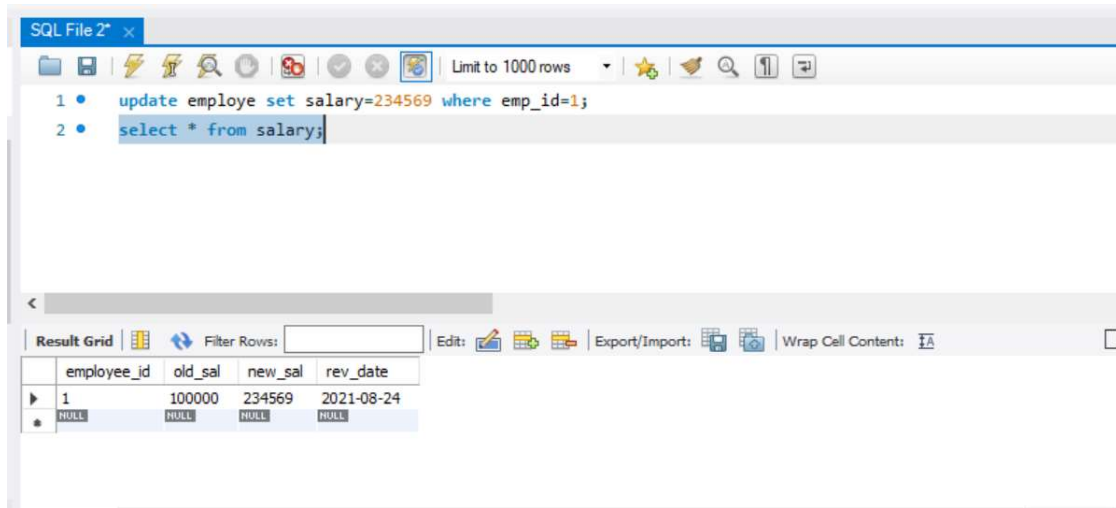 SQL File 2*
Limit to 1000 rows
1 update employe set salary=234569 where emp_id=1;
2 select * from salary;
Result Grid Filter Rows: Edit: Export/Import: Wrap Cell Content:
employee_id old_sal new_sal rev_date
1 100000 234569 2021-08-24
NULL NULL NULL NULL